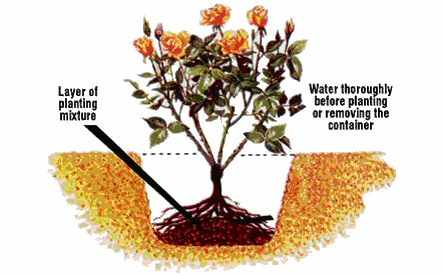 Layer of
planting
mixture
Water thoroughly
before planting
or removing the
container